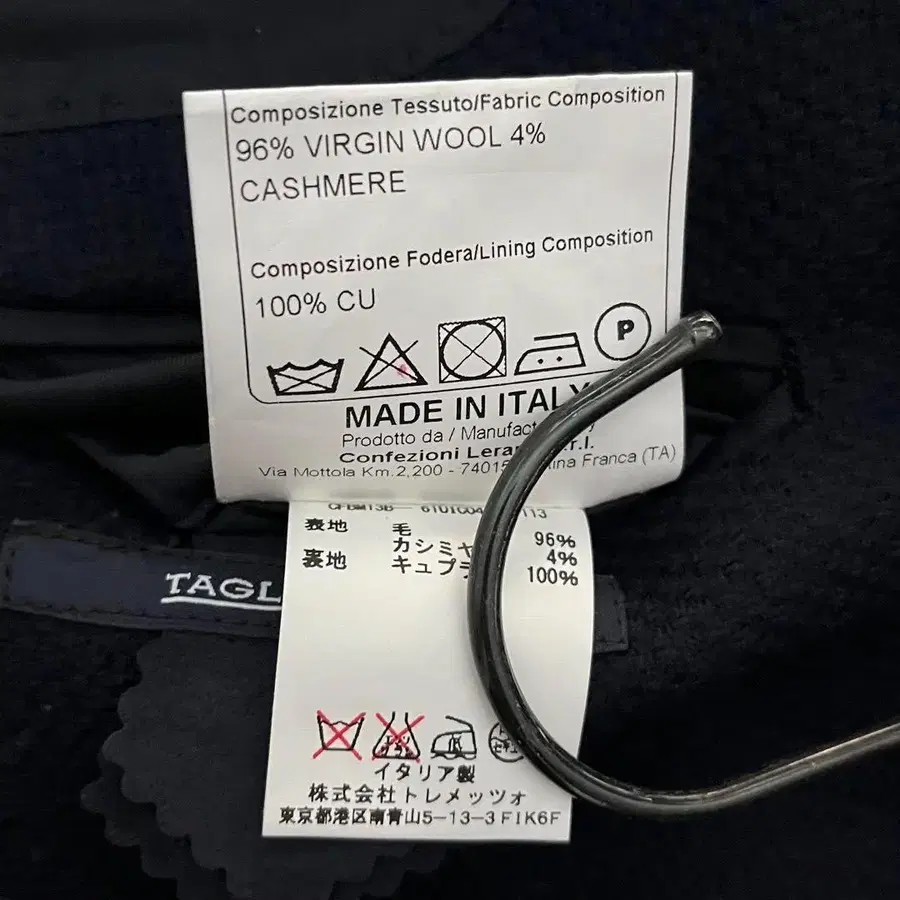 Composizione Tessuto/Fabric Composition
96% VIRGIN WOOL 4%
CASHMERE
Composizione Fodera/Lining Composition
100% CU
P
MADE IN ITALY
Prodotto da / Manufact
Confezioni Lera r.l.
Via Mottola Km.2,200 - 74015 ina Franca (TA)
113
表地 毛 96%
カシミヤ 4%
裏地 キュプラ 100%
TAGL
イタリア製
株式会社トレメッツォ
東京都港区南青山5-13-3 FIK6F